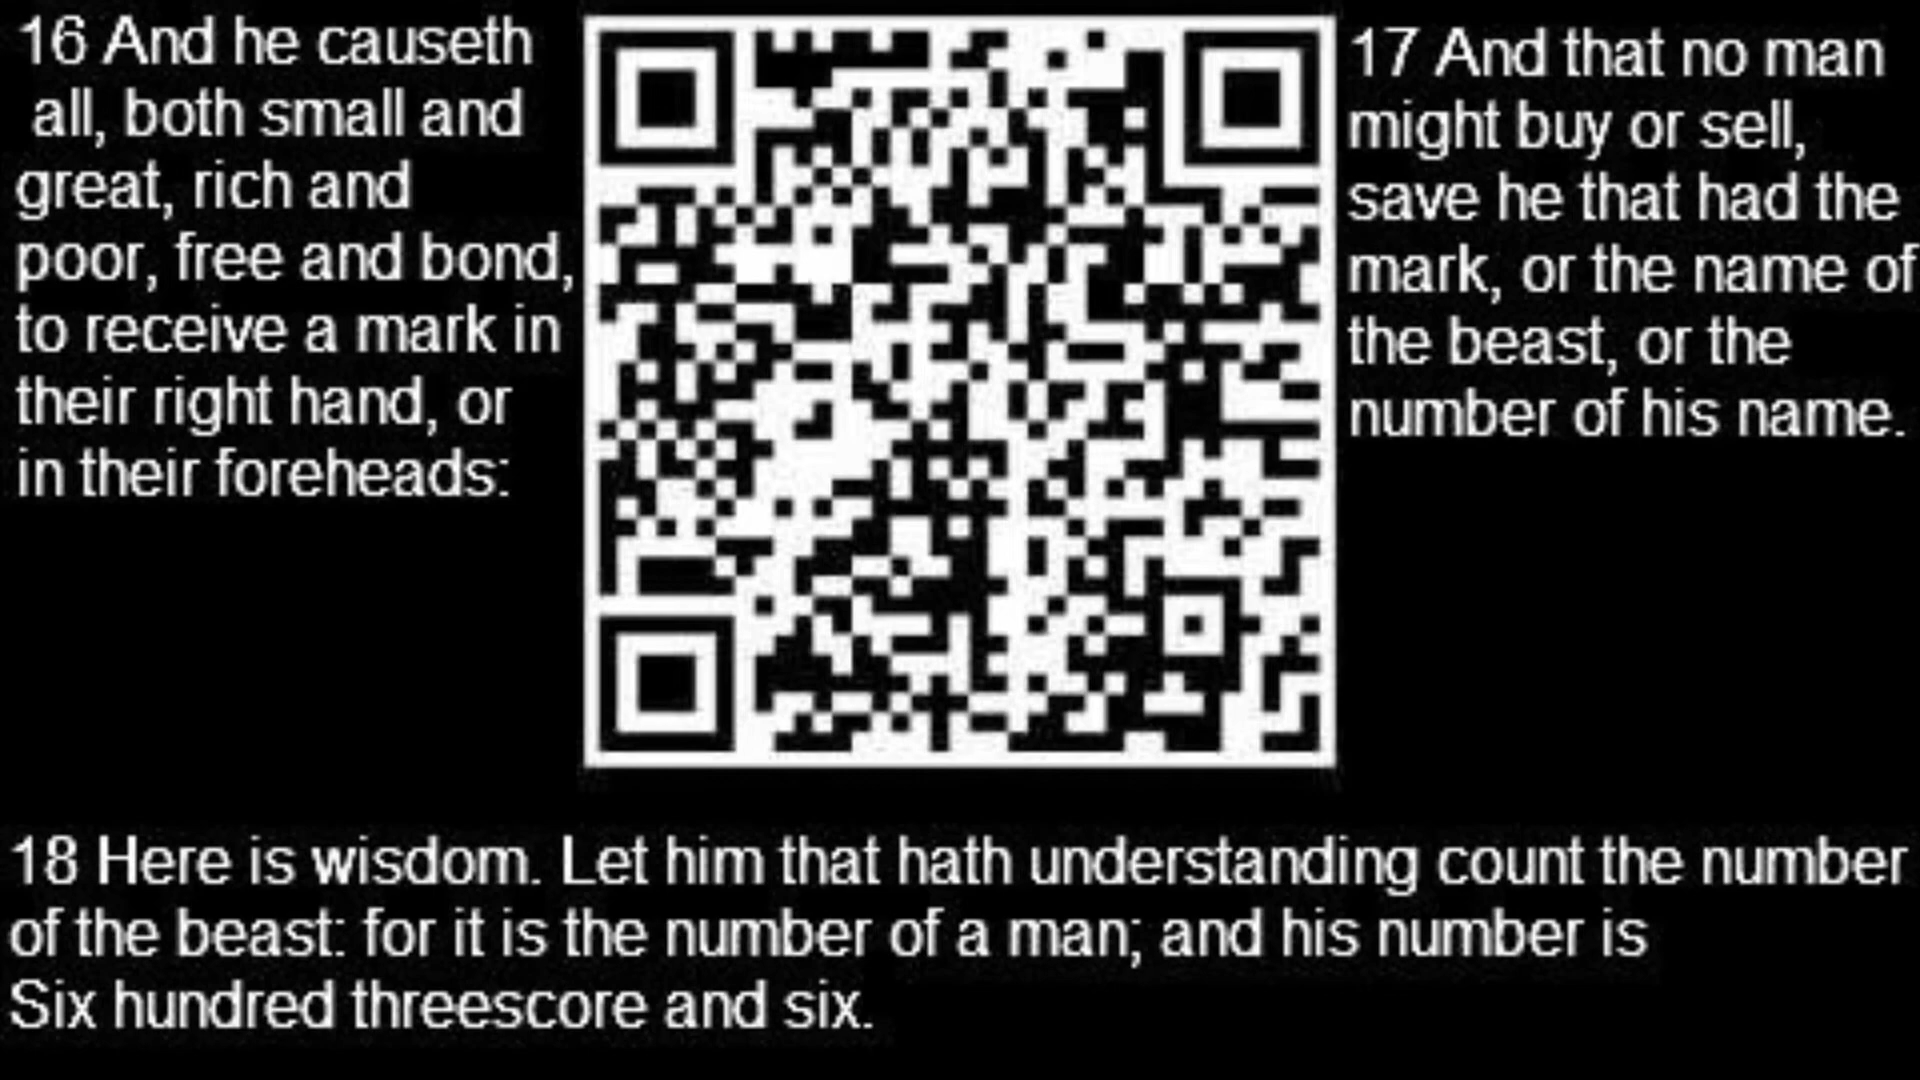 16 And he causeth
all, both small and
great, rich and
poor, free and bond,
to receive a mark in
their right hand, or
in their foreheads:
17 And that no man
might buy or sell,
save he that had the
mark, or the name of
the beast, or the
number of his name.
18 Here is wisdom. Let him that hath understanding count the number
of the beast: for it is the number of a man; and his number is
Six hundred threescore and six.